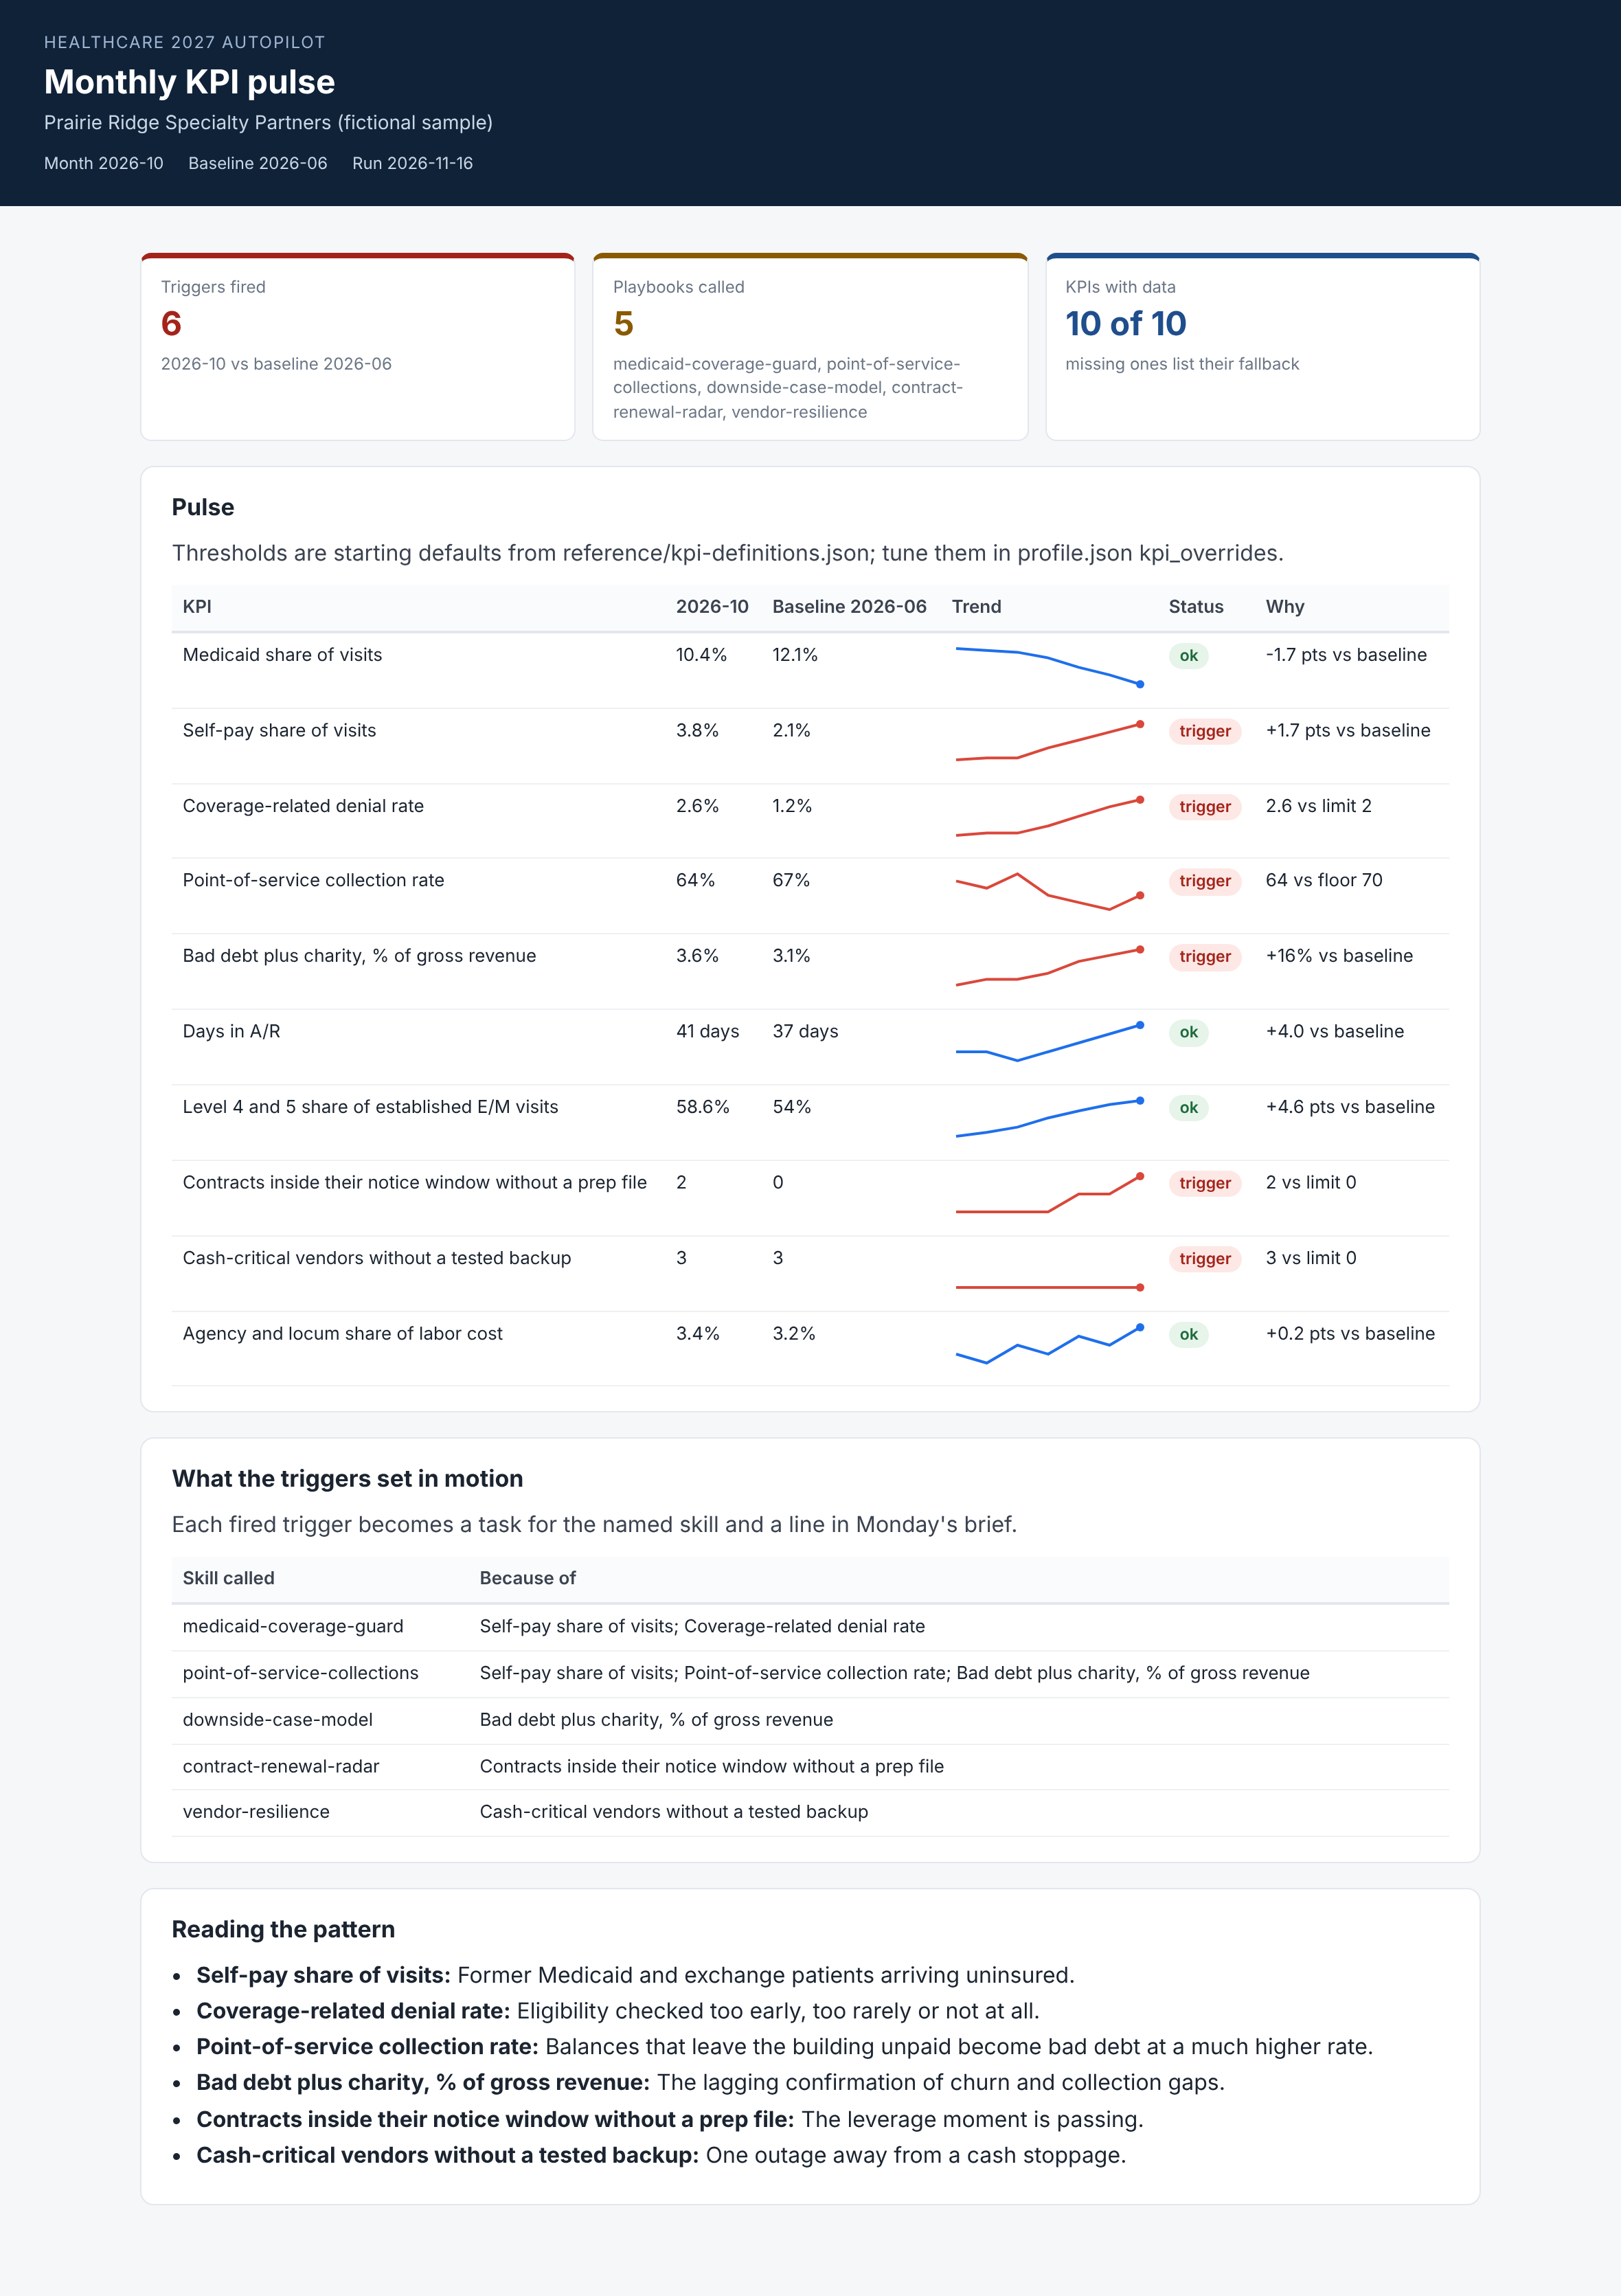 HEALTHCARE 2027 AUTOPILOT
Monthly KPI pulse
Prairie Ridge Specialty Partners (fictional sample)
Month 2026-10 Baseline 2026-06 Run 2026-11-16
Triggers fired
6
2026-10 vs baseline 2026-06
Playbooks called
5
medicaid-coverage-guard, point-of-service-
collections, downside-case-model, contract-
renewal-radar, vendor-resilience
KPIs with data
10 of 10
missing ones list their fallback
Pulse
Thresholds are starting defaults from reference/kpi-definitions.json; tune them in profile.json kpi_overrides.
KPI 2026-10 Baseline 2026-06 Trend Status Why
Medicaid share of visits 10.4% 12.1% ok -1.7 pts vs baseline
Self-pay share of visits 3.8% 2.1% trigger +1.7 pts vs baseline
Coverage-related denial rate 2.6% 1.2% trigger 2.6 vs limit 2
Point-of-service collection rate 64% 67% trigger 64 vs floor 70
Bad debt plus charity, % of gross revenue 3.6% 3.1% trigger +16% vs baseline
Days in A/R 41 days 37 days ok +4.0 vs baseline
Level 4 and 5 share of established E/M visits 58.6% 54% ok +4.6 pts vs baseline
Contracts inside their notice window without a prep file 2 0 trigger 2 vs limit 0
Cash-critical vendors without a tested backup 3 3 trigger 3 vs limit 0
Agency and locum share of labor cost 3.4% 3.2% ok +0.2 pts vs baseline
What the triggers set in motion
Each fired trigger becomes a task for the named skill and a line in Monday's brief.
Skill called Because of
medicaid-coverage-guard Self-pay share of visits; Coverage-related denial rate
point-of-service-collections Self-pay share of visits; Point-of-service collection rate; Bad debt plus charity, % of gross revenue
downside-case-model Bad debt plus charity, % of gross revenue
contract-renewal-radar Contracts inside their notice window without a prep file
vendor-resilience Cash-critical vendors without a tested backup
Reading the pattern
• Self-pay share of visits: Former Medicaid and exchange patients arriving uninsured.
• Coverage-related denial rate: Eligibility checked too early, too rarely or not at all.
• Point-of-service collection rate: Balances that leave the building unpaid become bad debt at a much higher rate.
• Bad debt plus charity, % of gross revenue: The lagging confirmation of churn and collection gaps.
• Contracts inside their notice window without a prep file: The leverage moment is passing.
• Cash-critical vendors without a tested backup: One outage away from a cash stoppage.